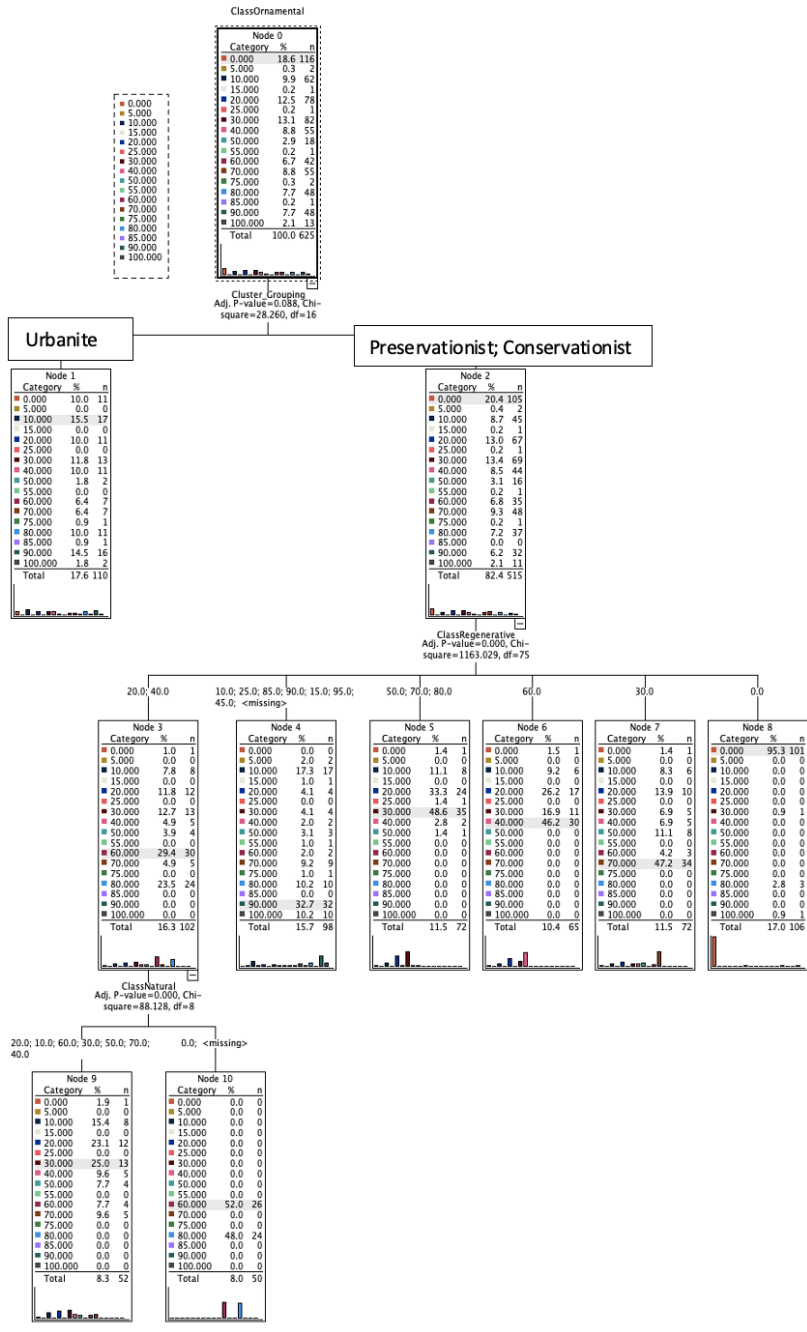 ClassOrnamental
Node 0
Category % n
0.000 18.6 116
5.000 0.3 2
10.000 9.9 62
15.000 0.2 1
20.000 12.5 78
25.000 0.2 1
30.000 13.1 82
40.000 8.8 55
50.000 2.9 18
55.000 0.2 1
60.000 6.7 42
70.000 8.8 55
75.000 0.3 2
80.000 7.7 48
85.000 0.2 1
90.000 7.7 48
100.000 2.1 13
Total 100.0 625
0.000
5.000
10.000
15.000
20.000
25.000
30.000
40.000
50.000
55.000
60.000
70.000
75.000
80.000
85.000
90.000
100.000
Cluster_Grouping
Adj. P-value=0.088, Chi-
square=28.260, df=16
Urbanite
Preservationist; Conservationist
Node 1
Category % n
0.000 10.0 11
5.000 0.0 0
10.000 15.5 17
15.000 0.0 0
20.000 10.0 11
25.000 0.0 0
30.000 11.8 13
40.000 10.0 11
50.000 1.8 2
55.000 0.0 0
60.000 6.4 7
70.000 6.4 7
75.000 0.9 1
80.000 10.0 11
85.000 0.9 1
90.000 14.5 16
100.000 1.8 2
Total 17.6 110
Node 2
Category % n
0.000 20.4 105
5.000 0.4 2
10.000 8.7 45
15.000 0.2 1
20.000 13.0 67
25.000 0.2 1
30.000 13.4 69
40.000 8.5 44
50.000 3.1 16
55.000 0.2 1
60.000 6.8 35
70.000 9.3 48
75.000 0.2 1
80.000 7.2 37
85.000 0.0 0
90.000 6.2 32
100.000 2.1 11
Total 82.4 515
ClassRegenerative
Adj. P-value=0.000, Chi-
square=1163.029, df=75
20.0; 40.0
10.0; 25.0; 85.0; 90.0; 15.0; 95.0;
45.0; <missing>
50.0; 70.0; 80.0
60.0
30.0
0.0
Node 3
Category % n
0.000 1.0 1
5.000 0.0 0
10.000 7.8 8
15.000 0.0 0
20.000 11.8 12
25.000 0.0 0
30.000 12.7 13
40.000 4.9 5
50.000 3.9 4
55.000 0.0 0
60.000 29.4 30
70.000 4.9 5
75.000 0.0 0
80.000 23.5 24
85.000 0.0 0
90.000 0.0 0
100.000 0.0 0
Total 16.3 102
Node 4
Category % n
0.000 0.0 0
5.000 2.0 2
10.000 17.3 17
15.000 1.0 1
20.000 4.1 4
25.000 0.0 0
30.000 4.1 4
40.000 2.0 2
50.000 3.1 3
55.000 1.0 1
60.000 2.0 2
70.000 9.2 9
75.000 1.0 1
80.000 10.2 10
85.000 0.0 0
90.000 32.7 32
100.000 10.2 10
Total 15.7 98
Node 5
Category % n
0.000 1.4 1
5.000 0.0 0
10.000 11.1 8
15.000 0.0 0
20.000 33.3 24
25.000 1.4 1
30.000 48.6 35
40.000 2.8 2
50.000 1.4 1
55.000 0.0 0
60.000 0.0 0
70.000 0.0 0
75.000 0.0 0
80.000 0.0 0
85.000 0.0 0
90.000 0.0 0
100.000 0.0 0
Total 11.5 72
Node 6
Category % n
0.000 1.5 1
5.000 0.0 0
10.000 9.2 6
15.000 0.0 0
20.000 26.2 17
25.000 0.0 0
30.000 16.9 11
40.000 46.2 30
50.000 0.0 0
55.000 0.0 0
60.000 0.0 0
70.000 0.0 0
75.000 0.0 0
80.000 0.0 0
85.000 0.0 0
90.000 0.0 0
100.000 0.0 0
Total 10.4 65
Node 7
Category % n
0.000 1.4 1
5.000 0.0 0
10.000 8.3 6
15.000 0.0 0
20.000 13.9 10
25.000 0.0 0
30.000 6.9 5
40.000 6.9 5
50.000 11.1 8
55.000 0.0 0
60.000 4.2 3
70.000 47.2 34
75.000 0.0 0
80.000 0.0 0
85.000 0.0 0
90.000 0.0 0
100.000 0.0 0
Total 11.5 72
Node 8
Category % n
0.000 95.3 101
5.000 0.0 0
10.000 0.0 0
15.000 0.0 0
20.000 0.0 0
25.000 0.0 0
30.000 0.9 1
40.000 0.0 0
50.000 0.0 0
55.000 0.0 0
60.000 0.0 0
70.000 0.0 0
75.000 0.0 0
80.000 2.8 3
85.000 0.0 0
90.000 0.0 0
100.000 0.9 1
Total 17.0 106
ClassNatural
Adj. P-value=0.000, Chi-
square=88.128, df=8
20.0; 10.0; 60.0; 30.0; 50.0; 70.0;
40.0
0.0; <missing>
Node 9
Category % n
0.000 1.9 1
5.000 0.0 0
10.000 15.4 8
15.000 0.0 0
20.000 23.1 12
25.000 0.0 0
30.000 25.0 13
40.000 9.6 5
50.000 7.7 4
55.000 0.0 0
60.000 7.7 4
70.000 9.6 5
75.000 0.0 0
80.000 0.0 0
85.000 0.0 0
90.000 0.0 0
100.000 0.0 0
Total 8.3 52
Node 10
Category % n
0.000 0.0 0
5.000 0.0 0
10.000 0.0 0
15.000 0.0 0
20.000 0.0 0
25.000 0.0 0
30.000 0.0 0
40.000 0.0 0
50.000 0.0 0
55.000 0.0 0
60.000 52.0 26
70.000 0.0 0
75.000 0.0 0
80.000 48.0 24
85.000 0.0 0
90.000 0.0 0
100.000 0.0 0
Total 8.0 50